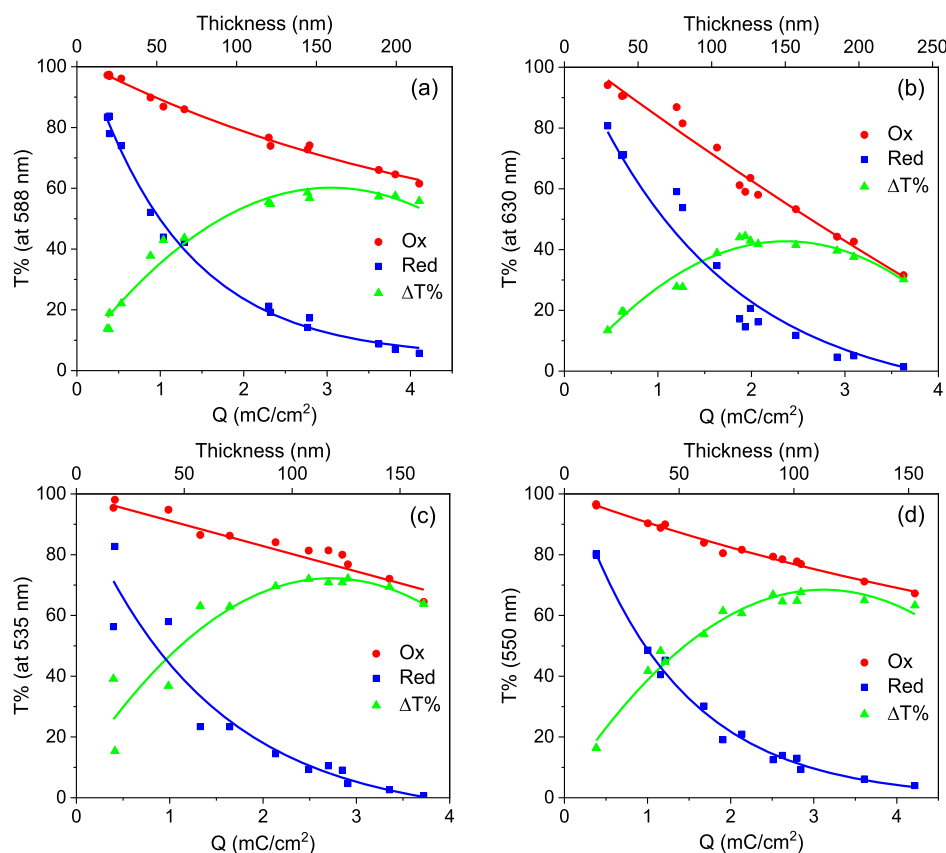 Thickness (nm)
0 50 100 150 200
100
80
60
40
20
0
T% (at 588 nm)
(a)
Ox
Red
ΔT%
0 1 2 3 4
Q (mC/cm²)
Thickness (nm)
0 50 100 150 200 250
100
80
60
40
20
0
T% (at 630 nm)
(b)
Ox
Red
ΔT%
0 1 2 3 4
Q (mC/cm²)
Thickness (nm)
0 50 100 150
100
80
60
40
20
0
T% (at 535 nm)
(c)
Ox
Red
ΔT%
0 1 2 3 4
Q (mC/cm²)
Thickness (nm)
0 50 100 150
100
80
60
40
20
0
T% (550 nm)
(d)
Ox
Red
ΔT%
0 1 2 3 4
Q (mC/cm²)